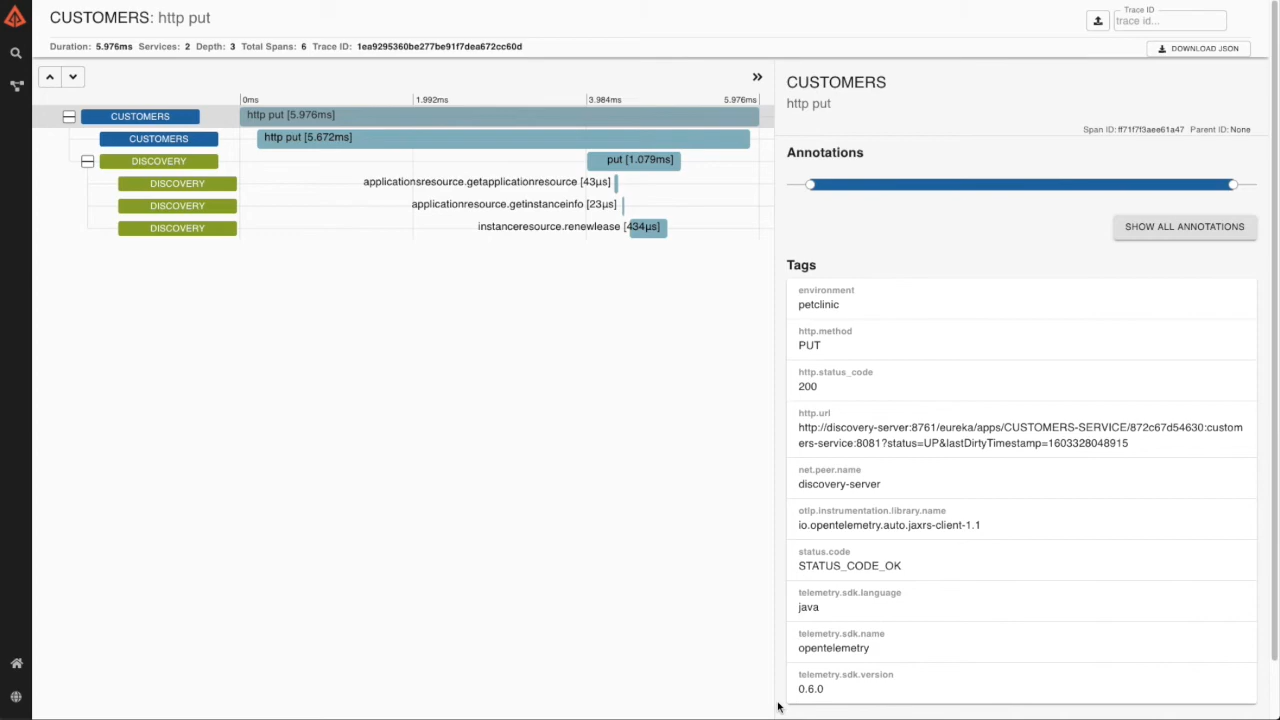 CUSTOMERS: http put
Trace ID
trace id...
Duration: 5.976ms Services: 2 Depth: 3 Total Spans: 6 Trace ID: 1ea9295360be277be91f7dea672cc60d
DOWNLOAD JSON
0ms 1.992ms 3.984ms 5.976ms
CUSTOMERS http put [5.976ms]
CUSTOMERS http put [5.672ms]
DISCOVERY put [1.079ms]
DISCOVERY applicationsresource.getapplicationresource [43µs]
DISCOVERY applicationresource.getinstanceinfo [23µs]
DISCOVERY instanceresource.renewlease [434µs]
CUSTOMERS
http put
Span ID: ff71f7f3aee61a47 Parent ID: None
Annotations
SHOW ALL ANNOTATIONS
Tags
environment
petclinic
http.method
PUT
http.status_code
200
http.url
http://discovery-server:8761/eureka/apps/CUSTOMERS-SERVICE/872c67d54630:custom
ers-service:8081?status=UP&lastDirtyTimestamp=1603328048915
net.peer.name
discovery-server
otlp.instrumentation.library.name
io.opentelemetry.auto.jaxrs-client-1.1
status.code
STATUS_CODE_OK
telemetry.sdk.language
java
telemetry.sdk.name
opentelemetry
telemetry.sdk.version
0.6.0